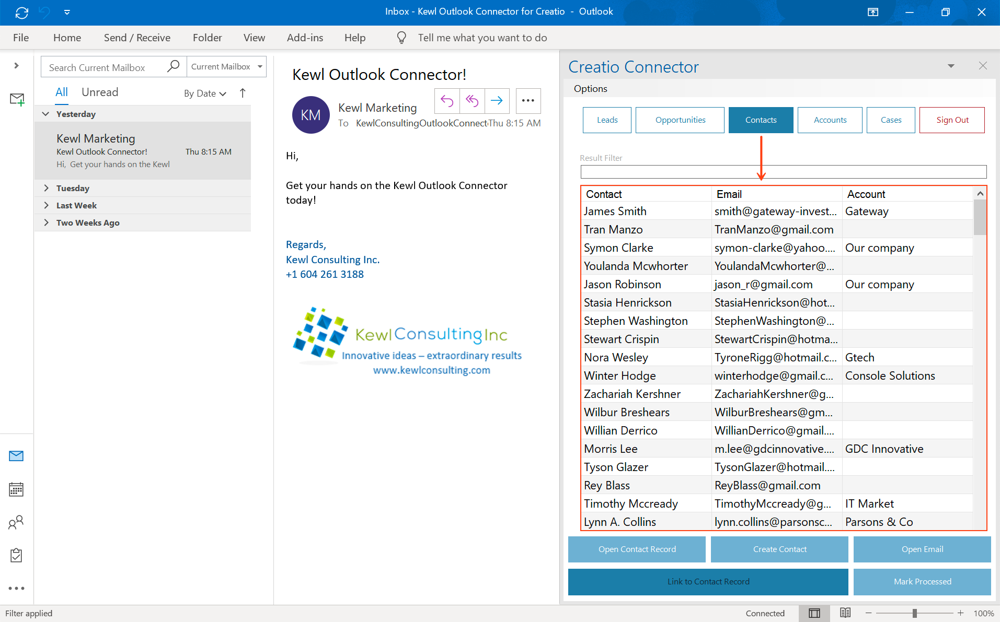 Inbox - Kewl Outlook Connector for Creatio - Outlook
File Home Send / Receive Folder View Add-ins Help Tell me what you want to do
Search Current Mailbox Current Mailbox
All Unread By Date
Yesterday
Kewl Marketing
Kewl Outlook Connector! Thu 8:15 AM
Hi, Get your hands on the Kewl
Tuesday
Last Week
Two Weeks Ago
Kewl Outlook Connector!
KM
Kewl Marketing
To KewlConsultingOutlookConnect Thu 8:15 AM
Hi,
Get your hands on the Kewl Outlook Connector
today!
Regards,
Kewl Consulting Inc.
+1 604 261 3188
KewlConsultingInc
Innovative ideas – extraordinary results
www.kewlconsulting.com
Creatio Connector
Options
Leads Opportunities Contacts Accounts Cases Sign Out
Result Filter
Contact Email Account
James Smith smith@gateway-invest... Gateway
Tran Manzo TranManzo@gmail.com
Symon Clarke symon-clarke@yahoo.... Our company
Youlanda Mcwhorter YoulandaMcwhorter@...
Jason Robinson jason_r@gmail.com Our company
Stasia Henrickson StasiaHenrickson@hot...
Stephen Washington StephenWashington@...
Stewart Crispin StewartCrispin@hotma...
Nora Wesley TyroneRigg@hotmail.c... Gtech
Winter Hodge winterhodge@gmail.c... Console Solutions
Zachariah Kershner ZachariahKershner@g...
Wilbur Breshears WilburBreshears@gm...
Willian Derrico WillianDerrico@gmail....
Morris Lee m.lee@gdcinnovative.... GDC Innovative
Tyson Glazer TysonGlazer@hotmail....
Rey Blass ReyBlass@gmail.com
Timothy Mccready TimothyMccready@g... IT Market
Lynn A. Collins lynn.collins@parsonsc... Parsons & Co
Open Contact Record Create Contact Open Email
Link to Contact Record Mark Processed
Filter applied Connected 100%